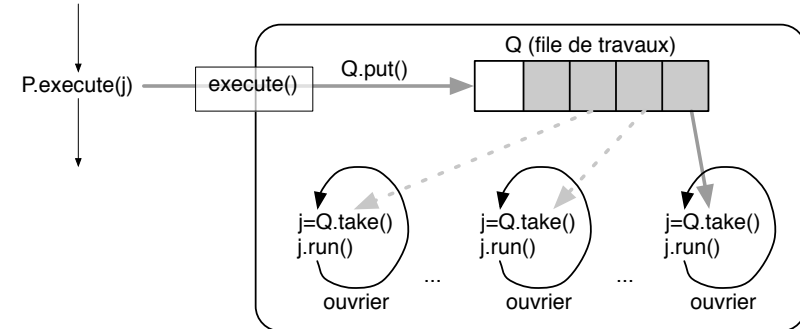 Q (file de travaux)
P.execute(j)
execute()
Q.put()
j=Q.take()
j.run()
ouvrier
...
j=Q.take()
j.run()
ouvrier
...
j=Q.take()
j.run()
ouvrier